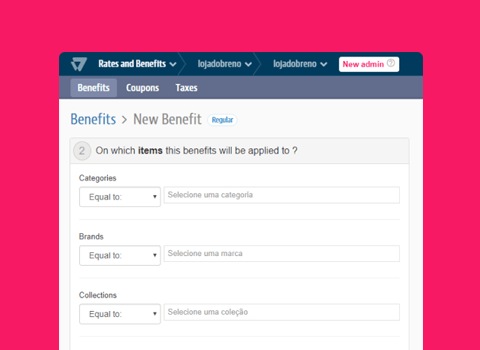 Rates and Benefits lojadobreno lojadobreno New admin
Benefits Coupons Taxes
Benefits > New Benefit Regular
2 On which items this benefits will be applied to ?
Categories
Equal to: Selecione uma categoria
Brands
Equal to: Selecione uma marca
Collections
Equal to: Selecione uma coleção